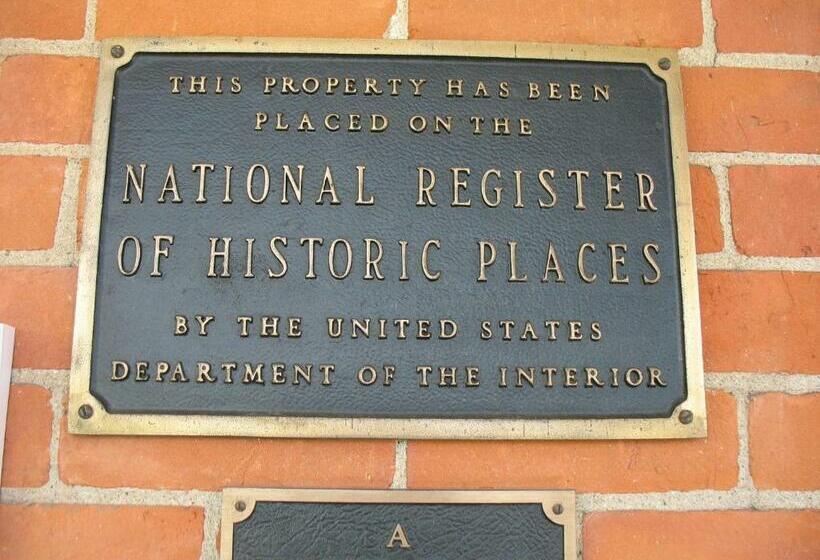 THIS PROPERTY HAS BEEN
PLACED ON THE
NATIONAL REGISTER
OF HISTORIC PLACES
BY THE UNITED STATES
DEPARTMENT OF THE INTERIOR
A